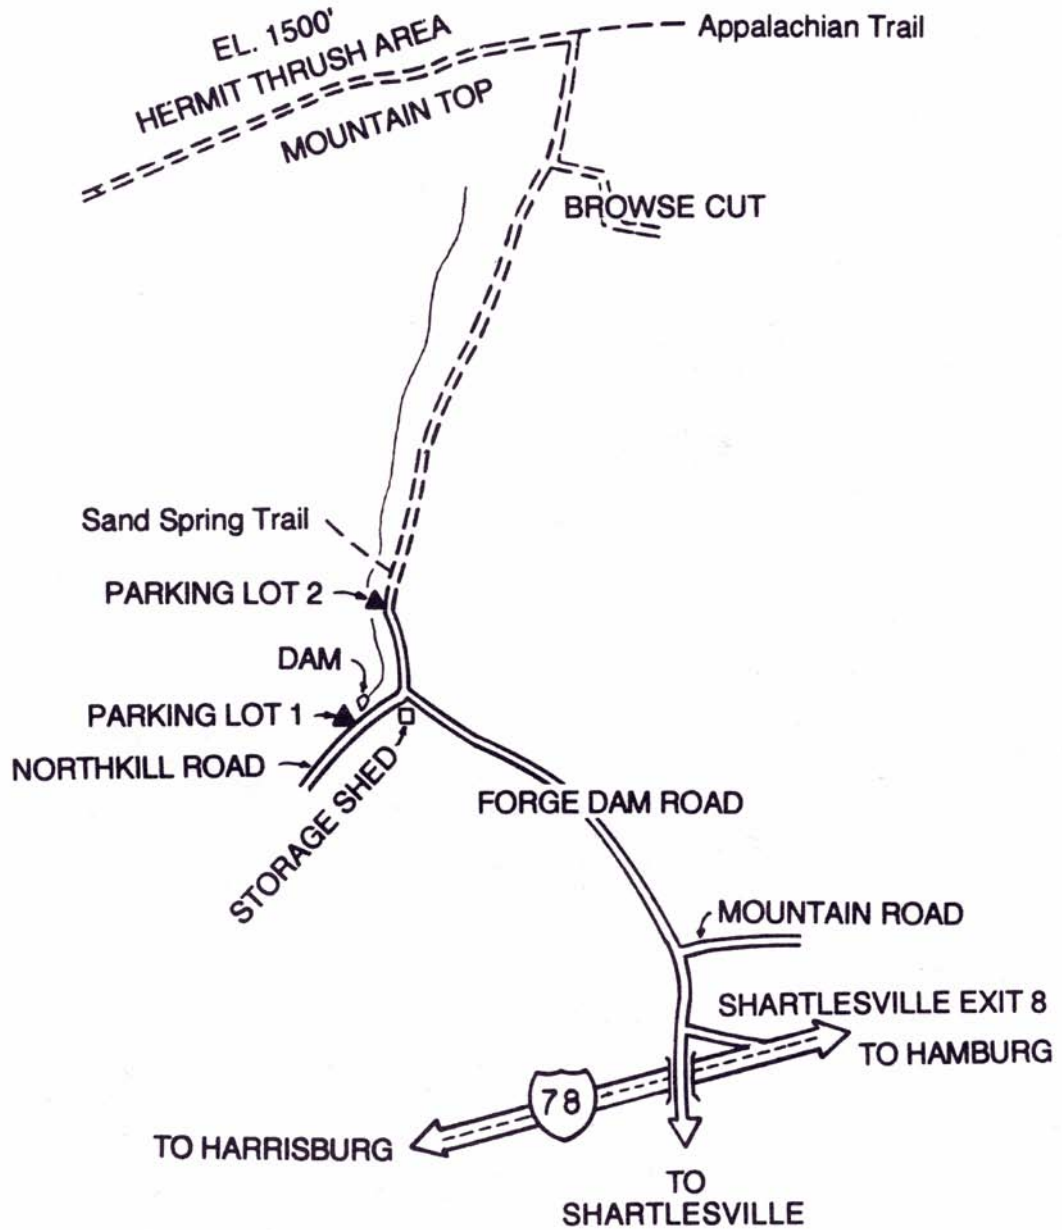 EL. 1500'
HERMIT THRUSH AREA
MOUNTAIN TOP
Appalachian Trail
BROWSE CUT
Sand Spring Trail
PARKING LOT 2
DAM
PARKING LOT 1
NORTHKILL ROAD
STORAGE SHED
FORGE DAM ROAD
MOUNTAIN ROAD
SHARTLESVILLE EXIT 8
TO HAMBURG
78
TO HARRISBURG
TO
SHARTLESVILLE